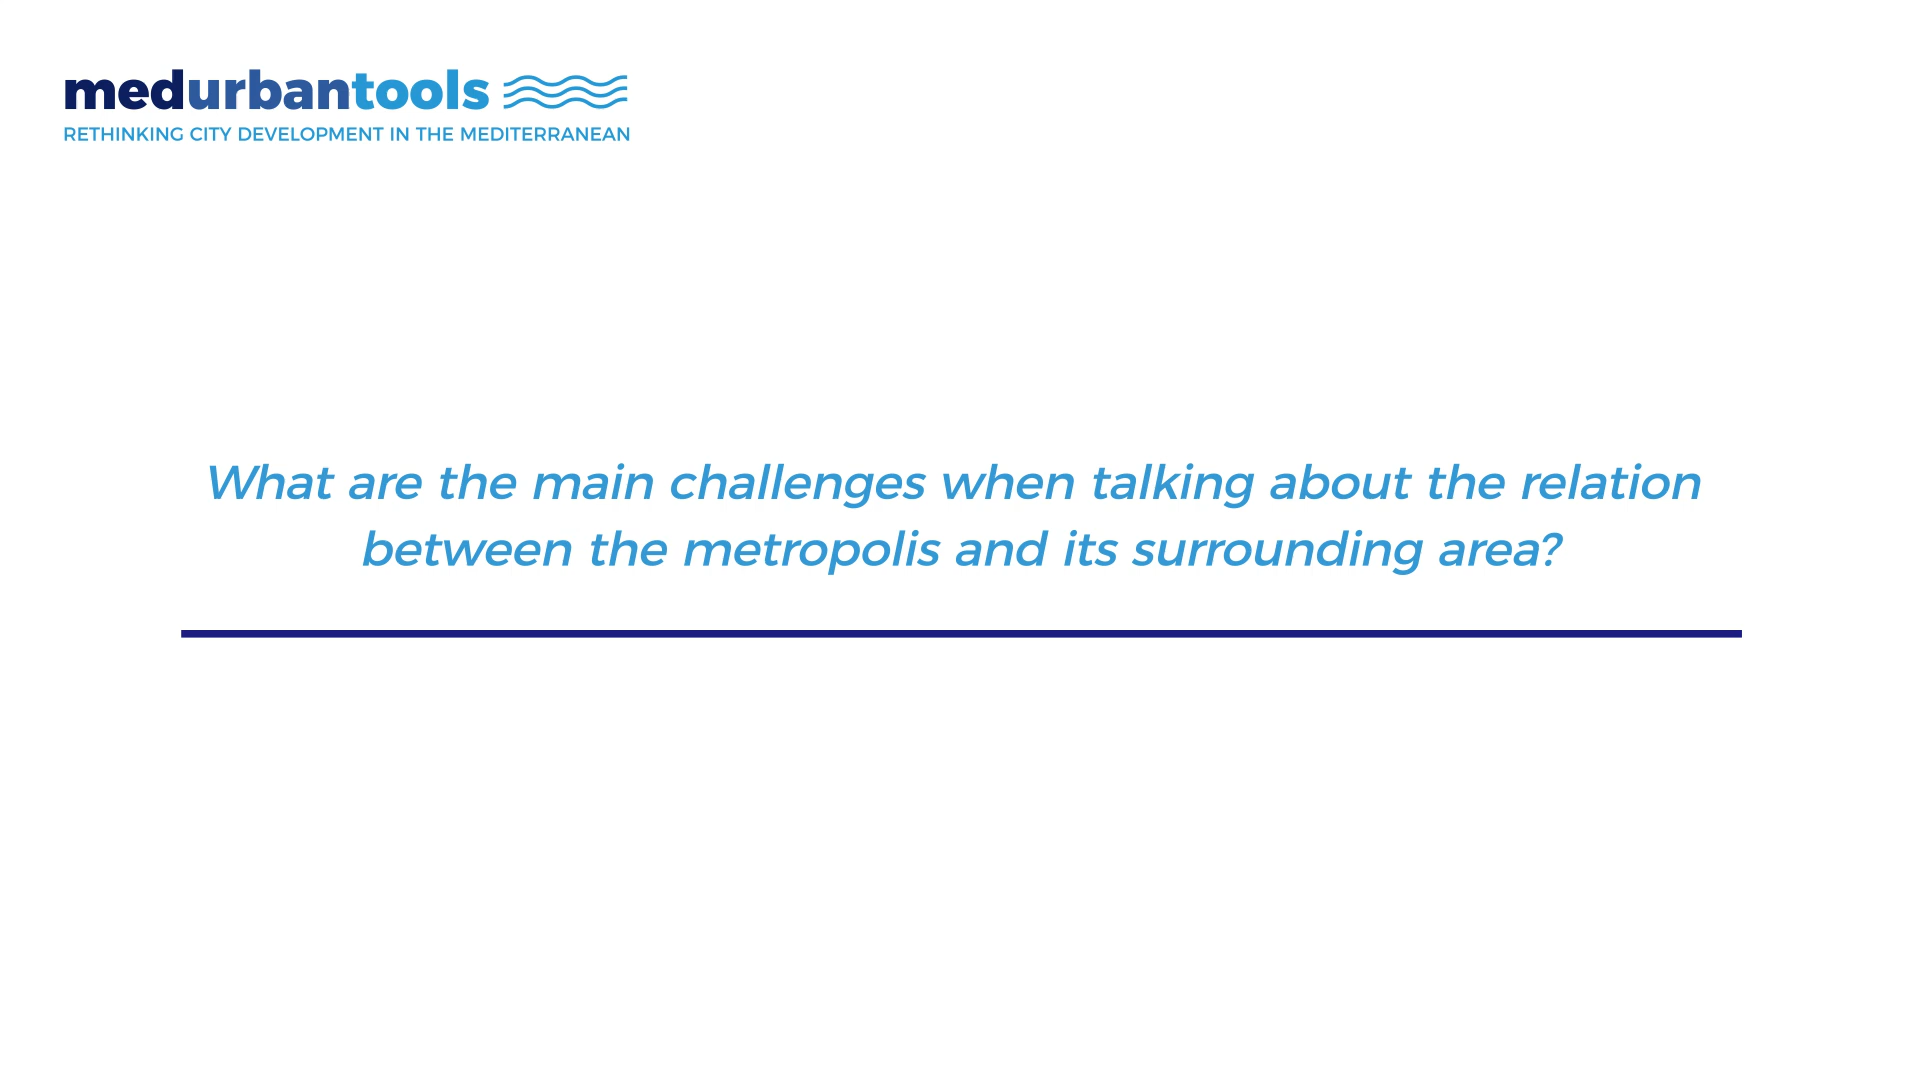 medurbantools
RETHINKING CITY DEVELOPMENT IN THE MEDITERRANEAN
What are the main challenges when talking about the relation
between the metropolis and its surrounding area?